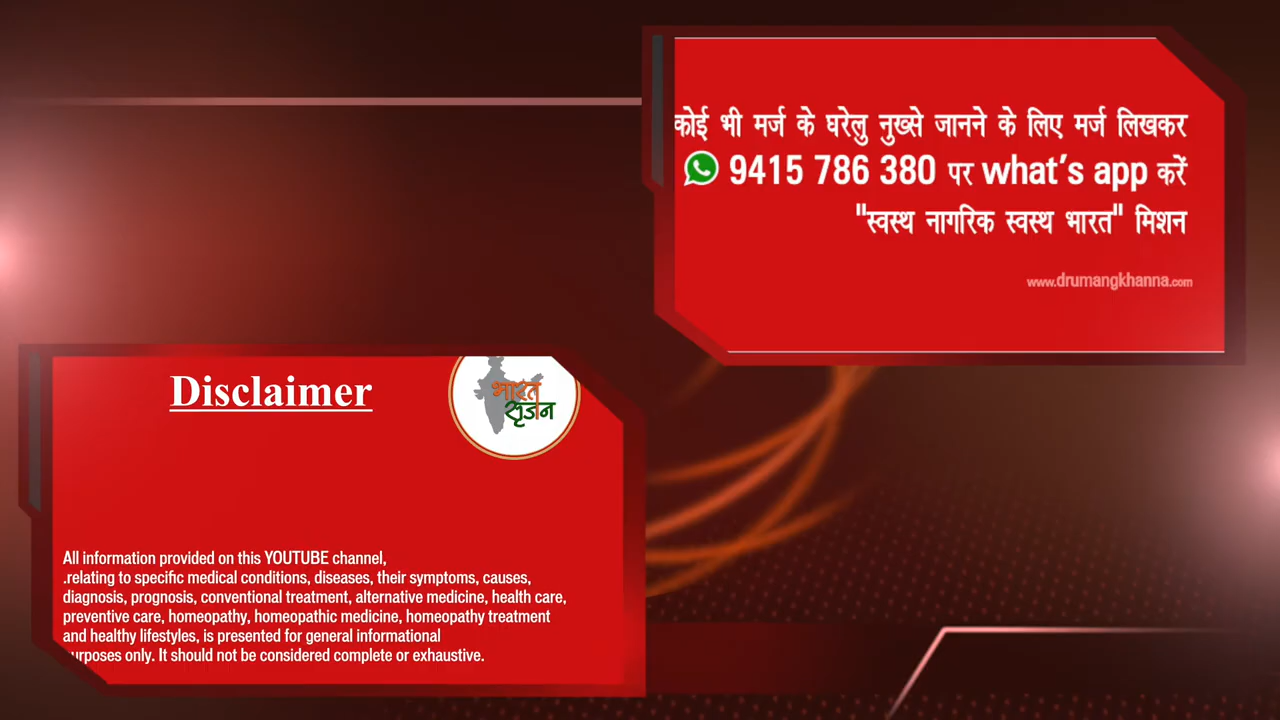 कोई भी मर्ज के घरेलु नुख्से जानने के लिए मर्ज लिखकर
9415 786 380 पर what's app करें
"स्वस्थ नागरिक स्वस्थ भारत" मिशन
www.drumangkhanna.com
Disclaimer
भारत
सृजन
All information provided on this YOUTUBE channel,
.relating to specific medical conditions, diseases, their symptoms, causes,
diagnosis, prognosis, conventional treatment, alternative medicine, health care,
preventive care, homeopathy, homeopathic medicine, homeopathy treatment
and healthy lifestyles, is presented for general informational
urposes only. It should not be considered complete or exhaustive.